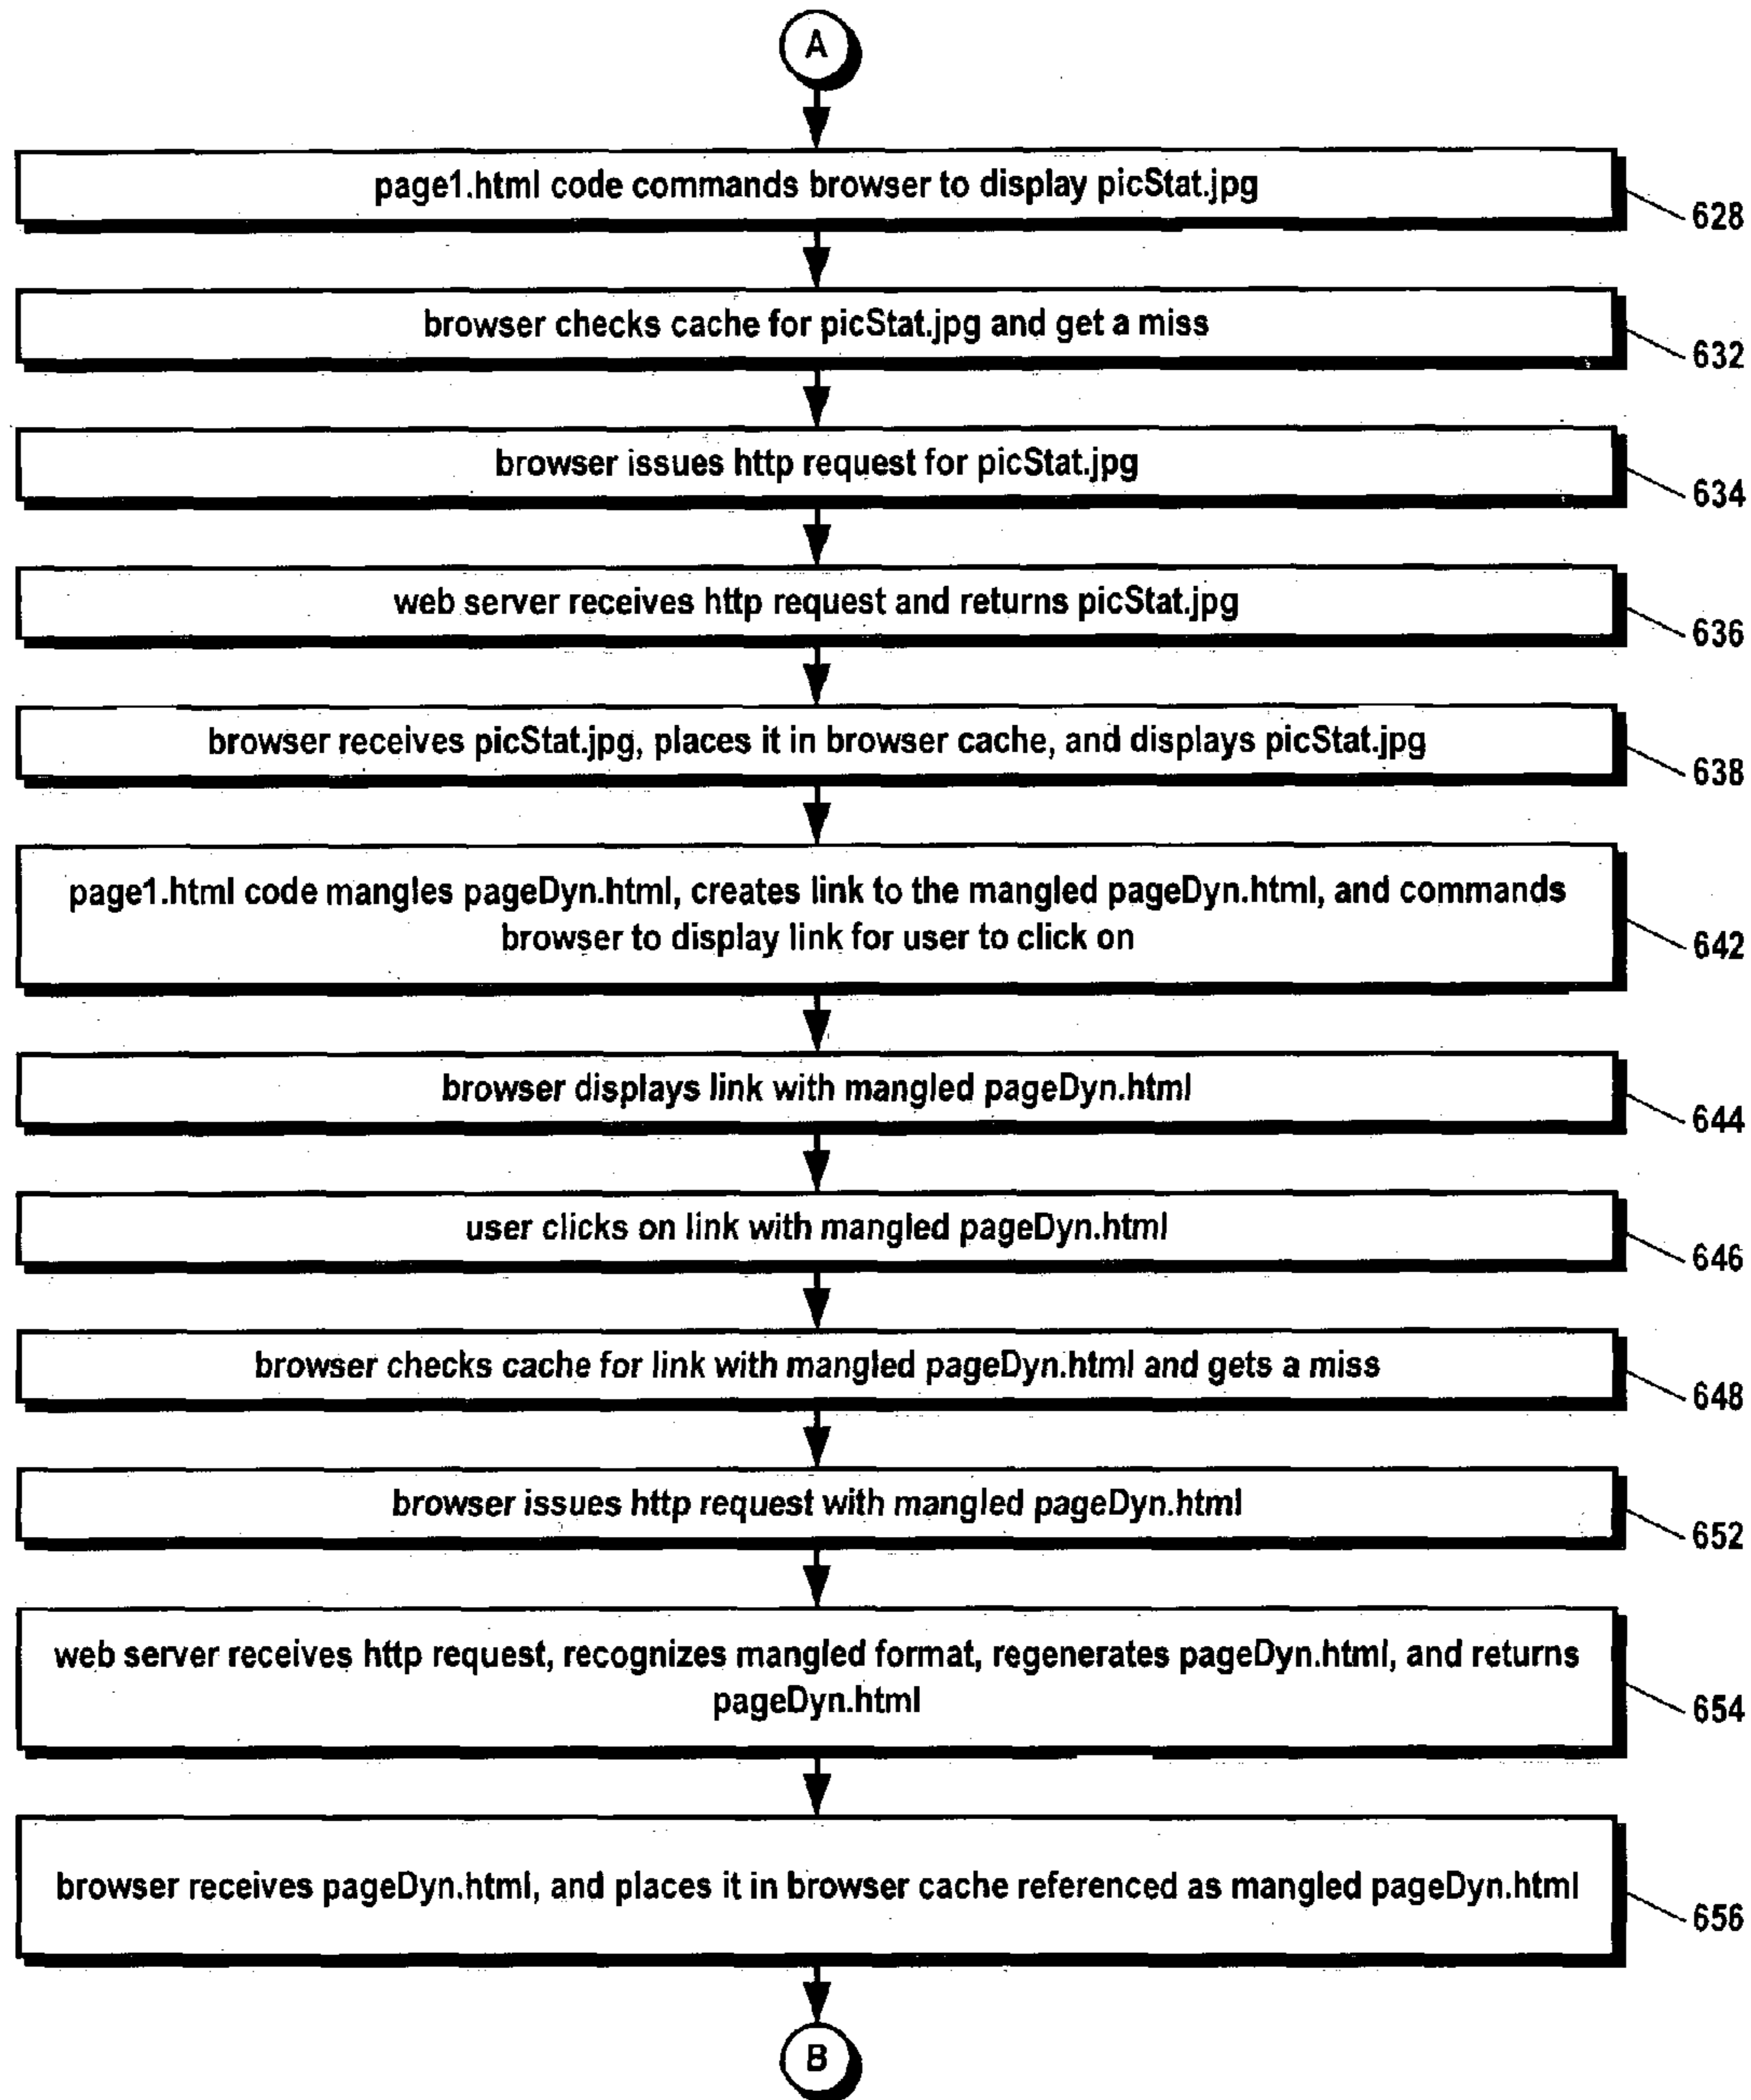 A
page1.html code commands browser to display picStat.jpg
628
browser checks cache for picStat.jpg and get a miss
632
browser issues http request for picStat.jpg
634
web server receives http request and returns picStat.jpg
636
browser receives picStat.jpg, places it in browser cache, and displays picStat.jpg
638
page1.html code mangles pageDyn.html, creates link to the mangled pageDyn.html, and commands
browser to display link for user to click on
642
browser displays link with mangled pageDyn.html
644
user clicks on link with mangled pageDyn.html
646
browser checks cache for link with mangled pageDyn.html and gets a miss
648
browser issues http request with mangled pageDyn.html
652
web server receives http request, recognizes mangled format, regenerates pageDyn.html, and returns
pageDyn.html
654
browser receives pageDyn.html, and places it in browser cache referenced as mangled pageDyn.html
656
B